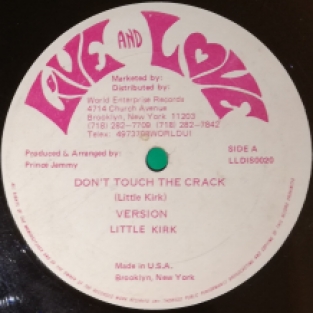 LIVE AND LOVE
Marketed by:
Distributed by:
World Enterprise Records
4714 Church Avenue
Brooklyn, New York 11203
(718) 282-7709 (718) 282-7842
Telex: 4973179WORLDUI
Produced & Arranged by:
Prince Jammy
SIDE A
LLDIS0020
DON'T TOUCH THE CRACK
(Little Kirk)
VERSION
LITTLE KIRK
Made in U.S.A.
Brooklyn, New York